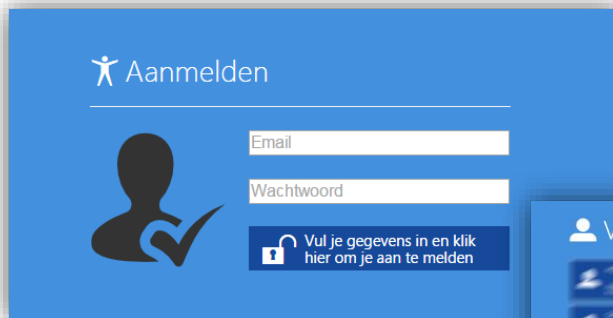 Aanmelden
Email
Wachtwoord
Vul je gegevens in en klik
hier om je aan te melden